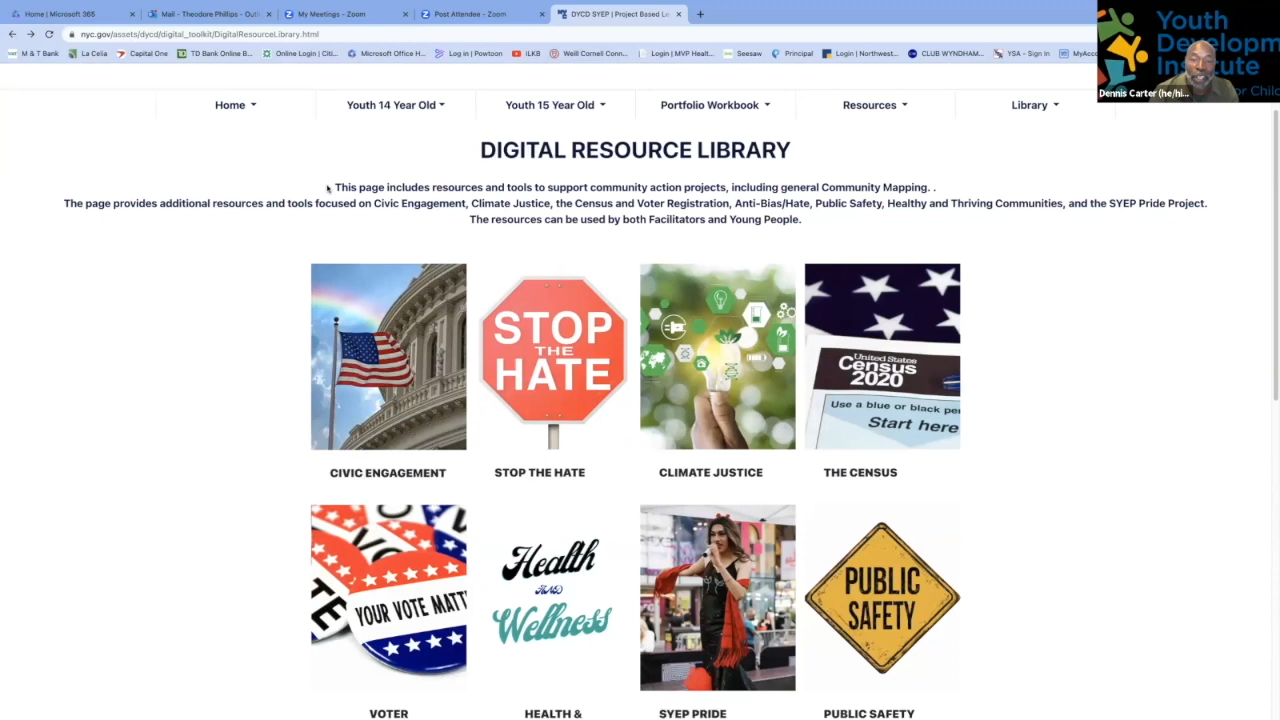 Home | Microsoft 365
Mail - Theodore Phillips - Out
My Meetings - Zoom
Post Attendee - Zoom
DYCD SYEP | Project Based Le
nyc.gov/assets/dycd/digital_toolkit/DigitalResourceLibrary.html
M & T Bank
La Cella
Capital One
TD Bank Online B...
Online Login | Citi...
Microsoft Office H...
Log in | Powtoon
ILKB
Weill Cornell Conn...
Login | MVP Healt...
Seesaw
Principal
Login | Northwest...
CLUB WYNDHAM...
YSA - Sign In
MyAcc
Youth
Developm
Institute
for Child
Dennis Carter (he/hi...
Home
Youth 14 Year Old
Youth 15 Year Old
Portfolio Workbook
Resources
Library
DIGITAL RESOURCE LIBRARY
This page includes resources and tools to support community action projects, including general Community Mapping. .
The page provides additional resources and tools focused on Civic Engagement, Climate Justice, the Census and Voter Registration, Anti-Bias/Hate, Public Safety, Healthy and Thriving Communities, and the SYEP Pride Project.
The resources can be used by both Facilitators and Young People.
STOP
THE
HATE
United States
Census
2020
Use a blue or black pe
Start here
CIVIC ENGAGEMENT
STOP THE HATE
CLIMATE JUSTICE
THE CENSUS
YOUR VOTE MATT
Health
AND
Wellness
PUBLIC
SAFETY
VOTER
HEALTH &
SYEP PRIDE
PUBLIC SAFETY